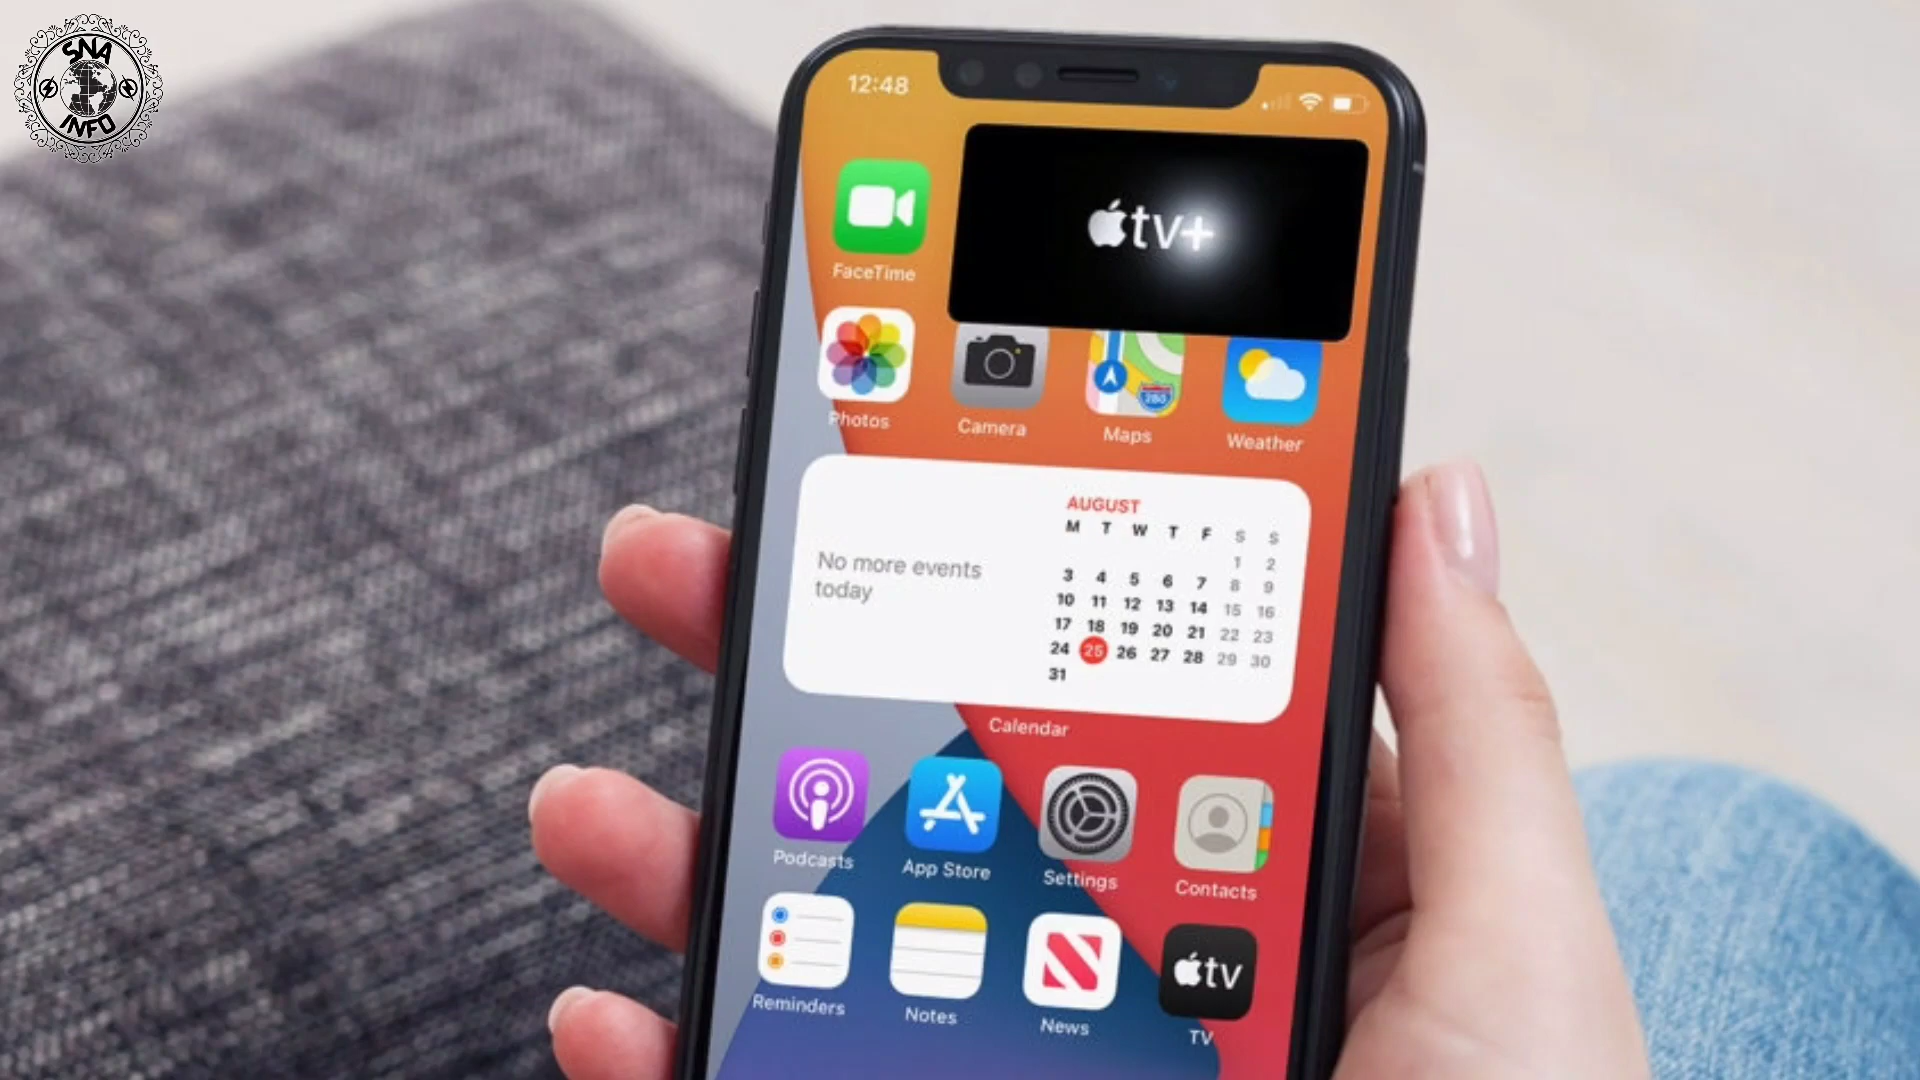 SNA
INFO
12:48
tv+
FaceTime
280
Photos
Camera
Maps
Weather
AUGUST
M T W T F S S
1 2
3 4 5 6 7 8 9
10 11 12 13 14 15 16
17 18 19 20 21 22 23
24 25 26 27 28 29 30
31
No more events
today
Calendar
Podcasts
App Store
Settings
Contacts
tv
Reminders
Notes
News
TV